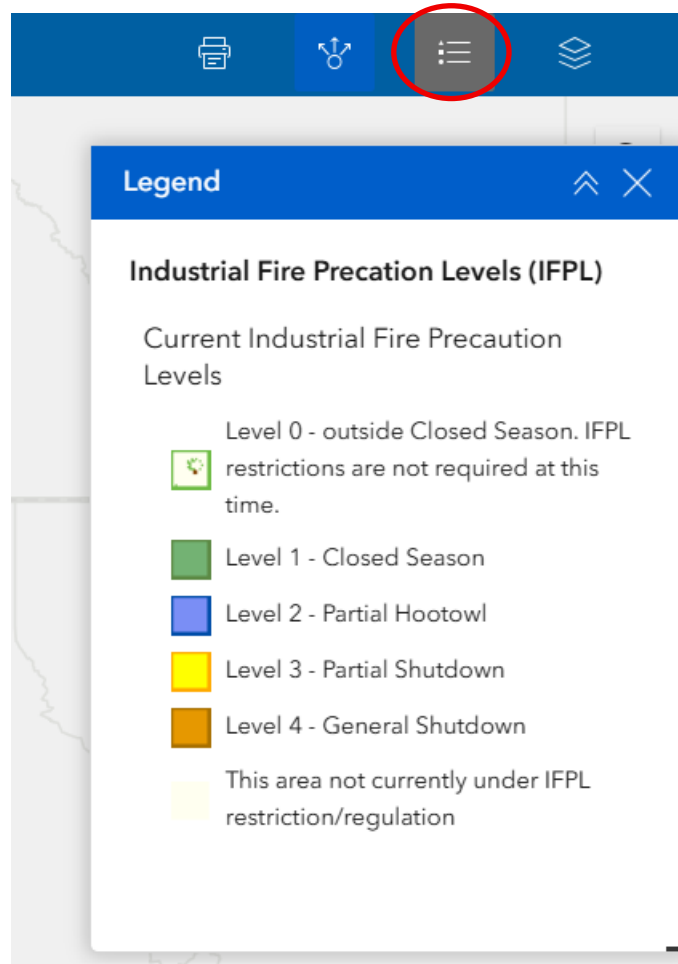 Legend
Industrial Fire Precation Levels (IFPL)
Current Industrial Fire Precaution
Levels
Level 0 - outside Closed Season. IFPL
restrictions are not required at this
time.
Level 1 - Closed Season
Level 2 - Partial Hootowl
Level 3 - Partial Shutdown
Level 4 - General Shutdown
This area not currently under IFPL
restriction/regulation